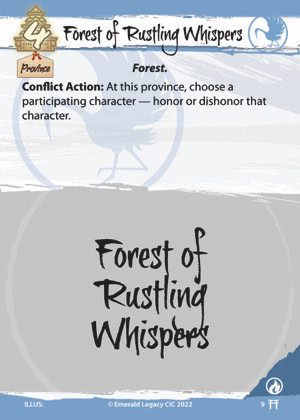 4
Forest of Rustling Whispers
Province
Forest.
Conflict Action: At this province, choose a
participating character — honor or dishonor that
character.
Forest of
Rustling
Whispers
ILLUS:
© Emerald Legacy CIC 2022
9